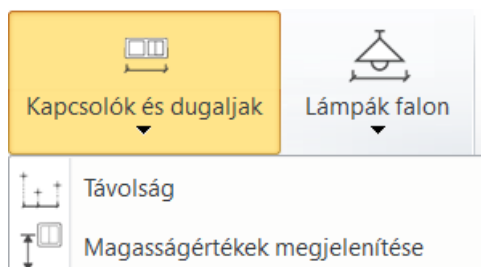 Kapcsolók és dugaljak
Lámpák falon
Távolság
Magasságértékek megjelenítése